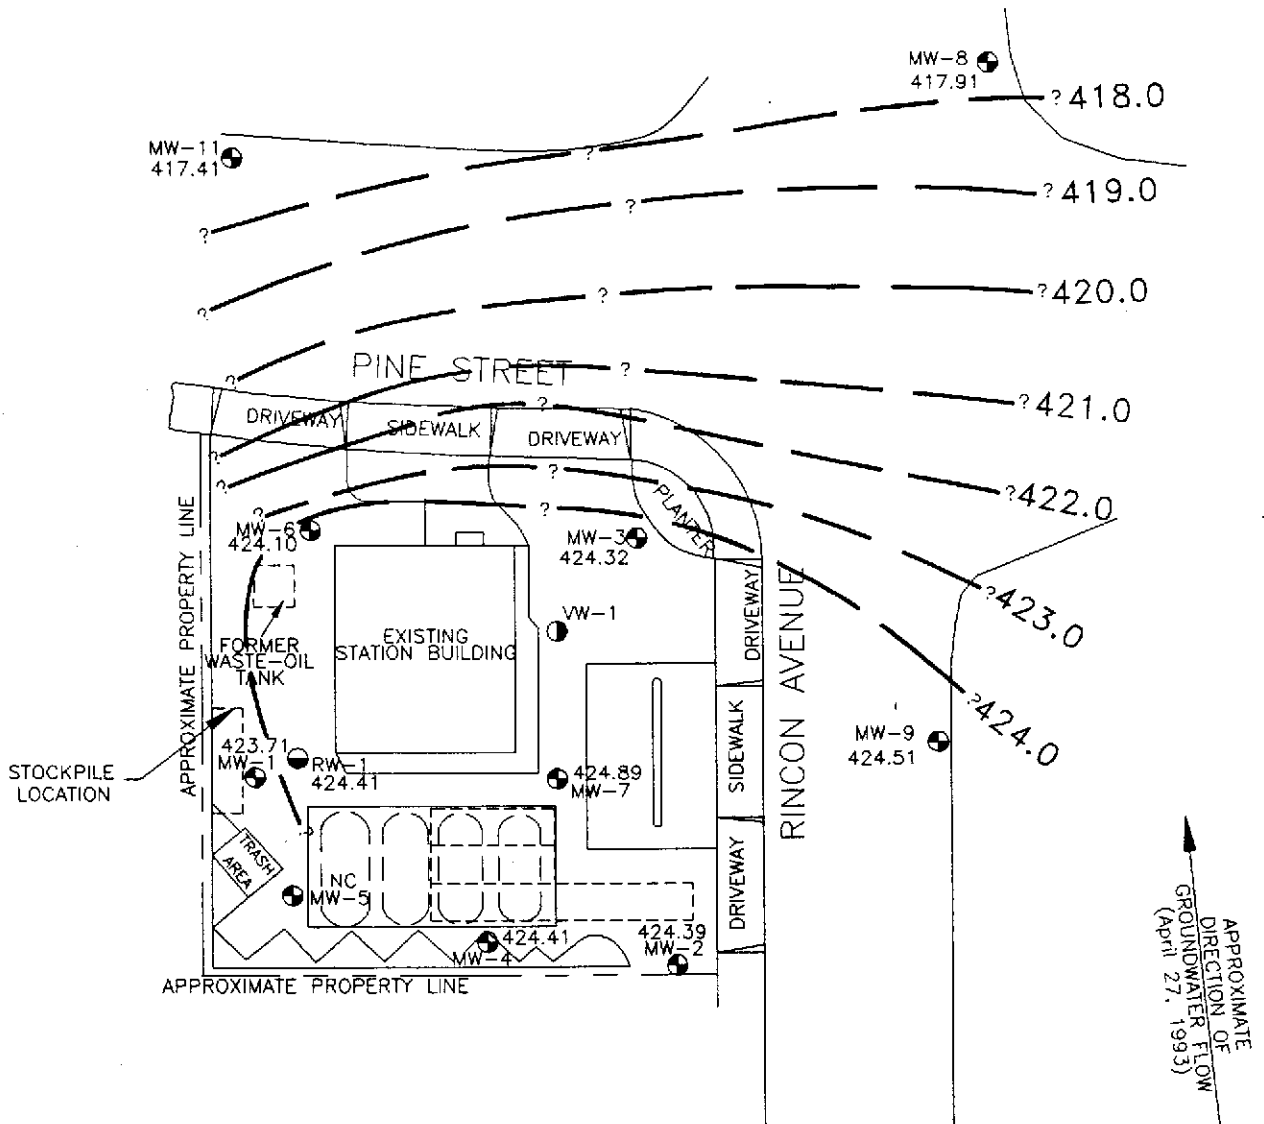 MW-8
417.91
? 418.0
MW-11
417.41
?
?
? 419.0
?
?
? 420.0
?
?
PINE STREET
?
? 421.0
?
DRIVEWAY
SIDEWALK
DRIVEWAY
?
?
? 422.0
?
?
PLANTER
?
?
MW-6
424.10
MW-3
424.32
? 423.0
APPROXIMATE PROPERTY LINE
FORMER
WASTE-OIL
TANK
EXISTING
STATION BUILDING
VW-1
DRIVEWAY
RINCON AVENUE
? 424.0
STOCKPILE
LOCATION
423.71
MW-1
RW-1
424.41
424.89
MW-7
SIDEWALK
MW-9
424.51
?
TRASH
AREA
NC
MW-5
DRIVEWAY
424.41
MW-4
424.39
MW-2
APPROXIMATE PROPERTY LINE
APPROXIMATE
DIRECTION OF
GROUNDWATER FLOW
(April 27, 1993)